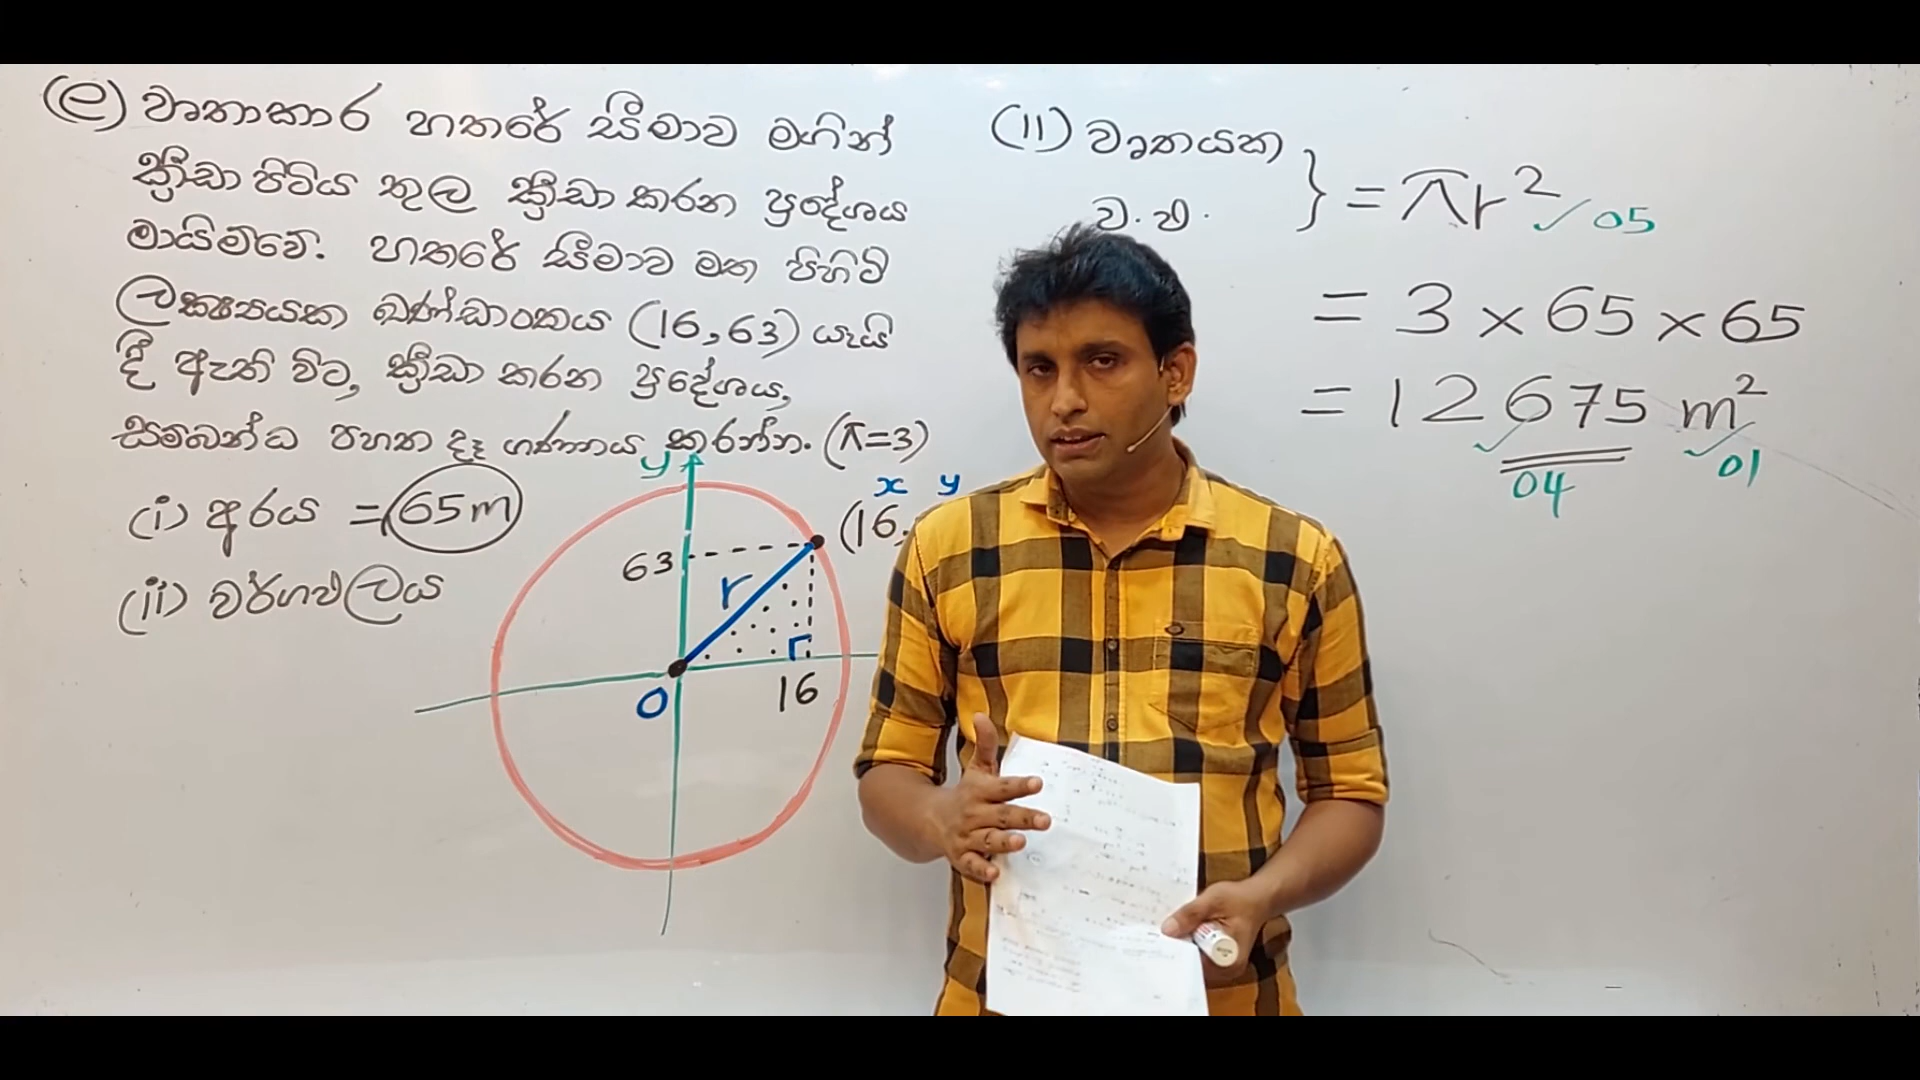 (ල) වෘතාකාර හතරේ සීමාව මගින්
ක්‍රීඩා පිටිය තුල ක්‍රීඩා කරන ප්‍රදේශය
මායිම්වේ. හතරේ සීමාව මත පිහිටි
ලක්ෂ්‍යයක ඛණ්ඩාංකය (16,63) යැයි
දී ඇති විට, ක්‍රීඩා කරන ප්‍රදේශය,
සම්බන්ධ පහත දෑ ගණනය කරන්න. (π=3)
(i) අරය = 65m
(ii) වර්ගඵලය
y
x y
(16,
63
r
O
16
(11) වෘතයක
ව.ඵ. } = πr² ✓ 05
= 3 × 65 × 65
= 12675 m²
✓ 04 ✓ 01